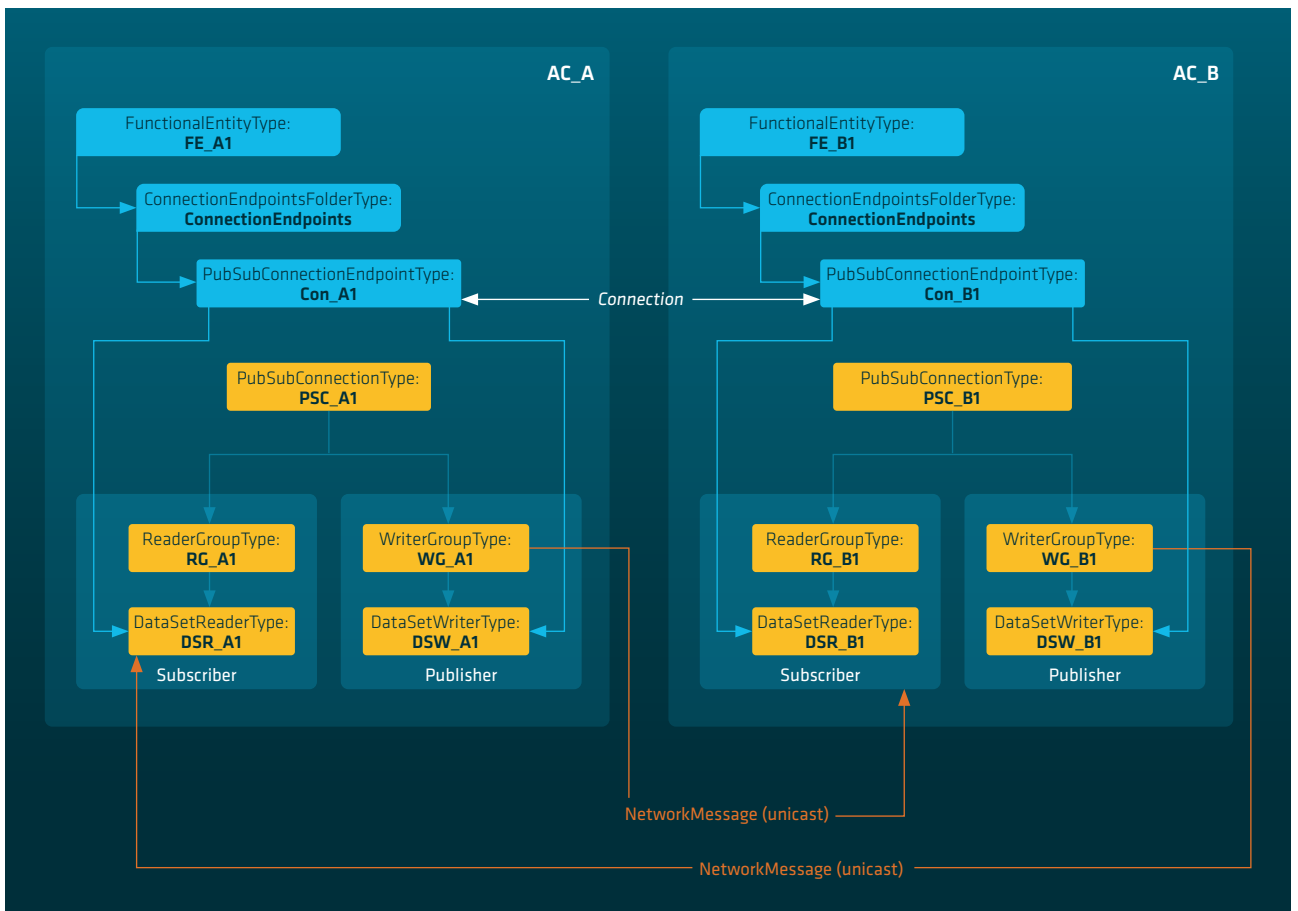 AC_A
FunctionalEntityType:
FE_A1
ConnectionEndpointsFolderType:
ConnectionEndpoints
PubSubConnectionEndpointType:
Con_A1
Connection
PubSubConnectionType:
PSC_A1
ReaderGroupType:
RG_A1
WriterGroupType:
WG_A1
DataSetReaderType:
DSR_A1
DataSetWriterType:
DSW_A1
Subscriber
Publisher
AC_B
FunctionalEntityType:
FE_B1
ConnectionEndpointsFolderType:
ConnectionEndpoints
PubSubConnectionEndpointType:
Con_B1
PubSubConnectionType:
PSC_B1
ReaderGroupType:
RG_B1
WriterGroupType:
WG_B1
DataSetReaderType:
DSR_B1
DataSetWriterType:
DSW_B1
Subscriber
Publisher
NetworkMessage (unicast)
NetworkMessage (unicast)